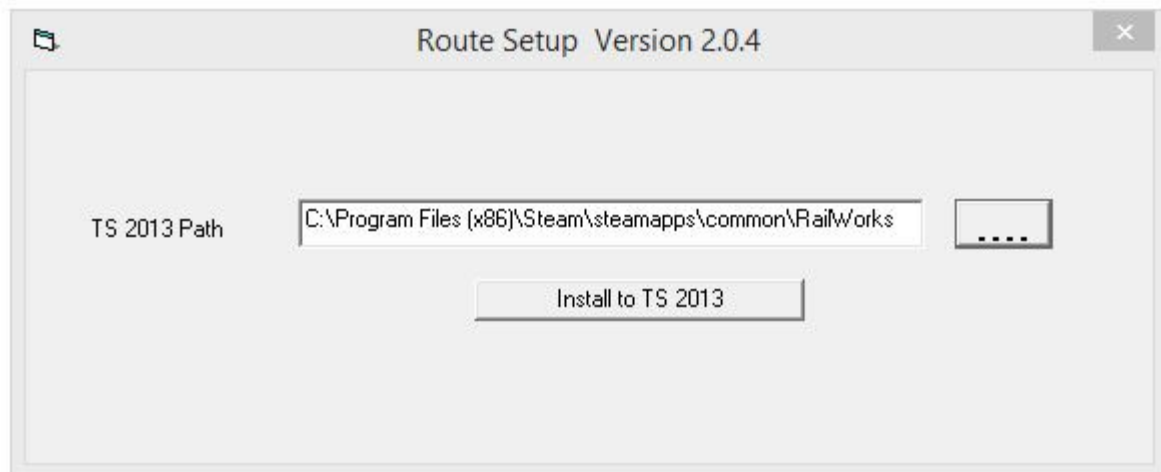 Route Setup  Version 2.0.4
TS 2013 Path
C:\Program Files (x86)\Steam\steamapps\common\RailWorks
....
Install to TS 2013